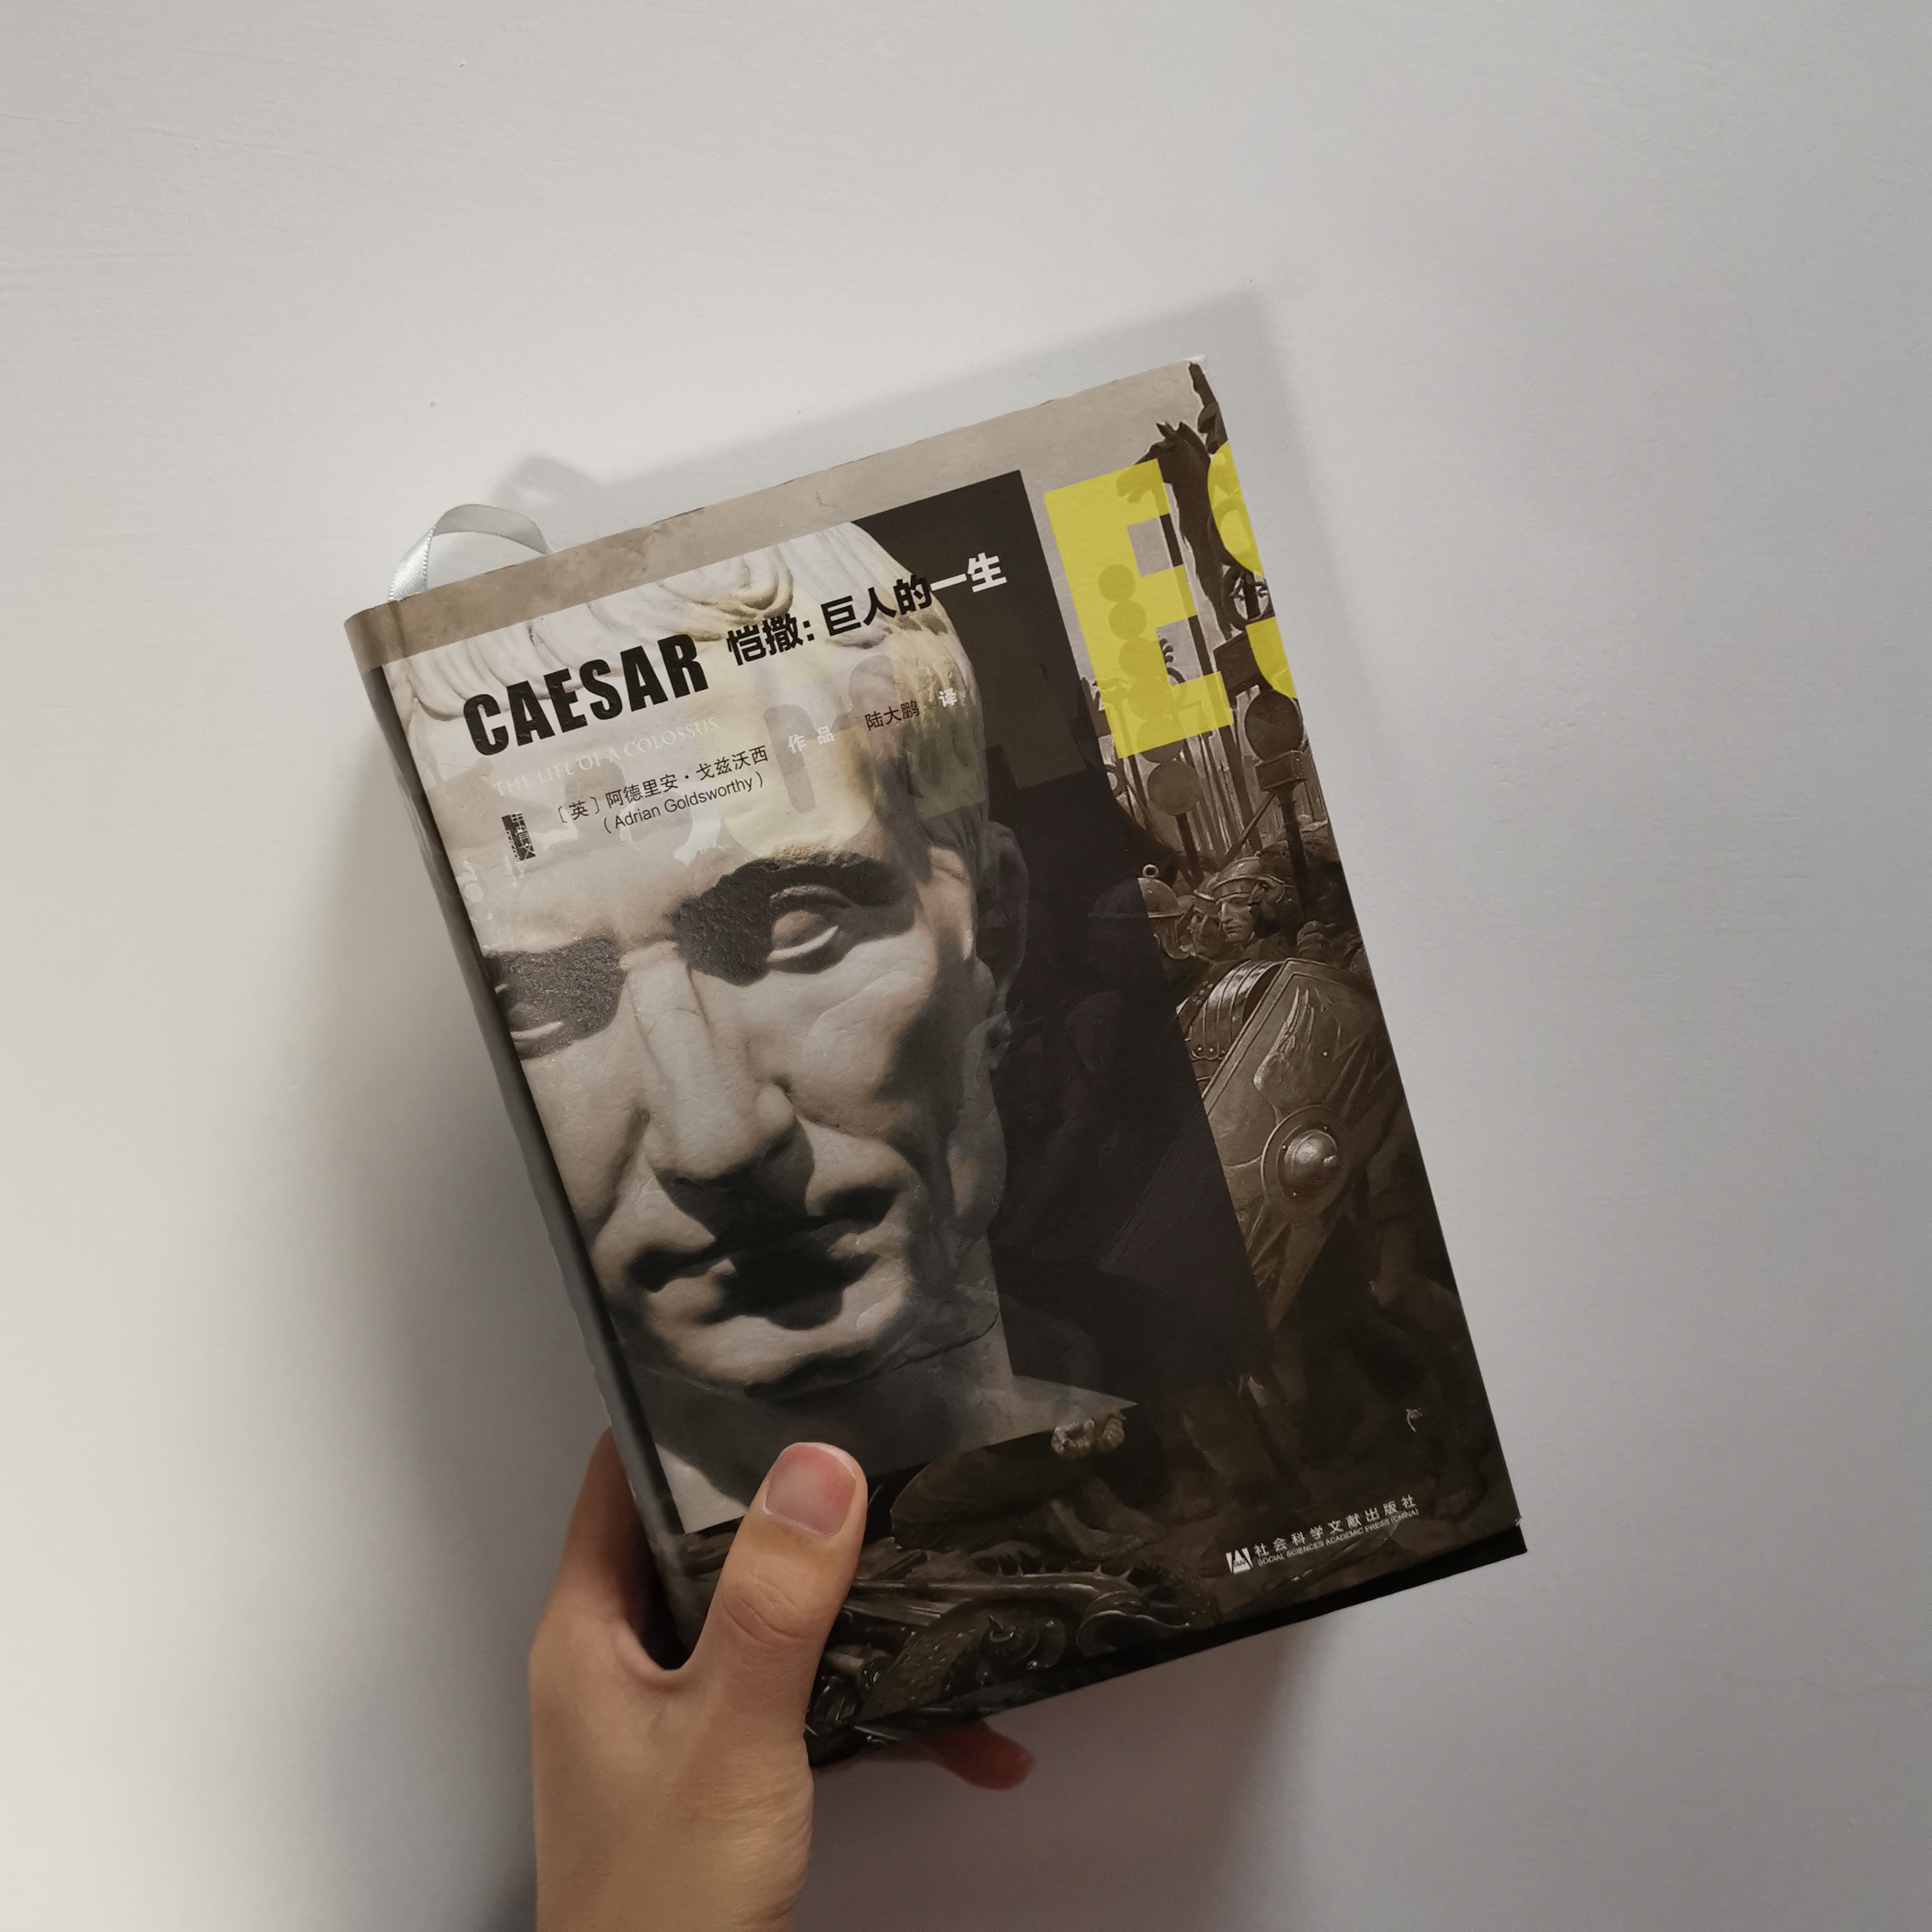 ES
CAESAR 恺撒：巨人的一生
THE LIFE OF A COLOSSUS
〔英〕阿德里安·戈兹沃西 作品 陆大鹏 译
(Adrian Goldsworthy)
社会科学文献出版社
SOCIAL SCIENCES ACADEMIC PRESS (CHINA)